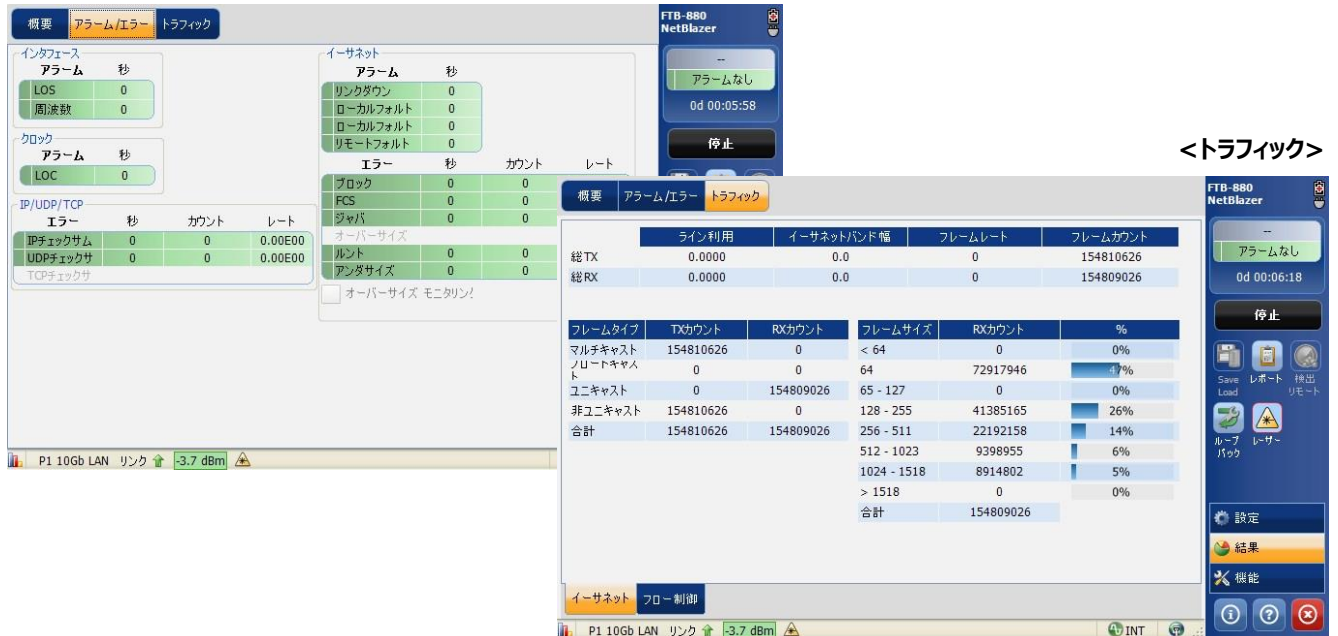 概要 アラーム/エラー トラフィック
FTB-880
NetBlazer
--
アラームなし
0d 00:05:58
停止
インタフェース
アラーム 秒
LOS 0
周波数 0
クロック
アラーム 秒
LOC 0
IP/UDP/TCP
エラー 秒 カウント レート
IPチェックサム 0 0 0.00E00
UDPチェックサ 0 0 0.00E00
TCPチェックサ
イーサネット
アラーム 秒
リンクダウン 0
ローカルフォルト 0
ローカルフォルト 0
リモートフォルト 0
エラー 秒 カウント レート
ブロック 0 0
FCS 0 0
ジャバ 0 0
オーバーサイズ
ルント 0 0
アンダサイズ 0 0
オーバーサイズ モニタリン
P1 10Gb LAN リンク -3.7 dBm
<トラフィック>
概要 アラーム/エラー トラフィック
FTB-880
NetBlazer
--
アラームなし
0d 00:06:18
停止
Save Load レポート 検出リモート
ループバック レーザー
設定
結果
機能
ライン利用 イーサネットバンド幅 フレームレート フレームカウント
総TX 0.0000 0.0 0 154810626
総RX 0.0000 0.0 0 154809026
フレームタイプ TXカウント RXカウント
マルチキャスト 154810626 0
ブロードキャスト 0 0
ユニキャスト 0 154809026
非ユニキャスト 154810626 0
合計 154810626 154809026
フレームサイズ RXカウント %
< 64 0 0%
64 72917946 47%
65 - 127 0 0%
128 - 255 41385165 26%
256 - 511 22192158 14%
512 - 1023 9398955 6%
1024 - 1518 8914802 5%
> 1518 0 0%
合計 154809026
イーサネット フロー制御
P1 10Gb LAN リンク -3.7 dBm INT